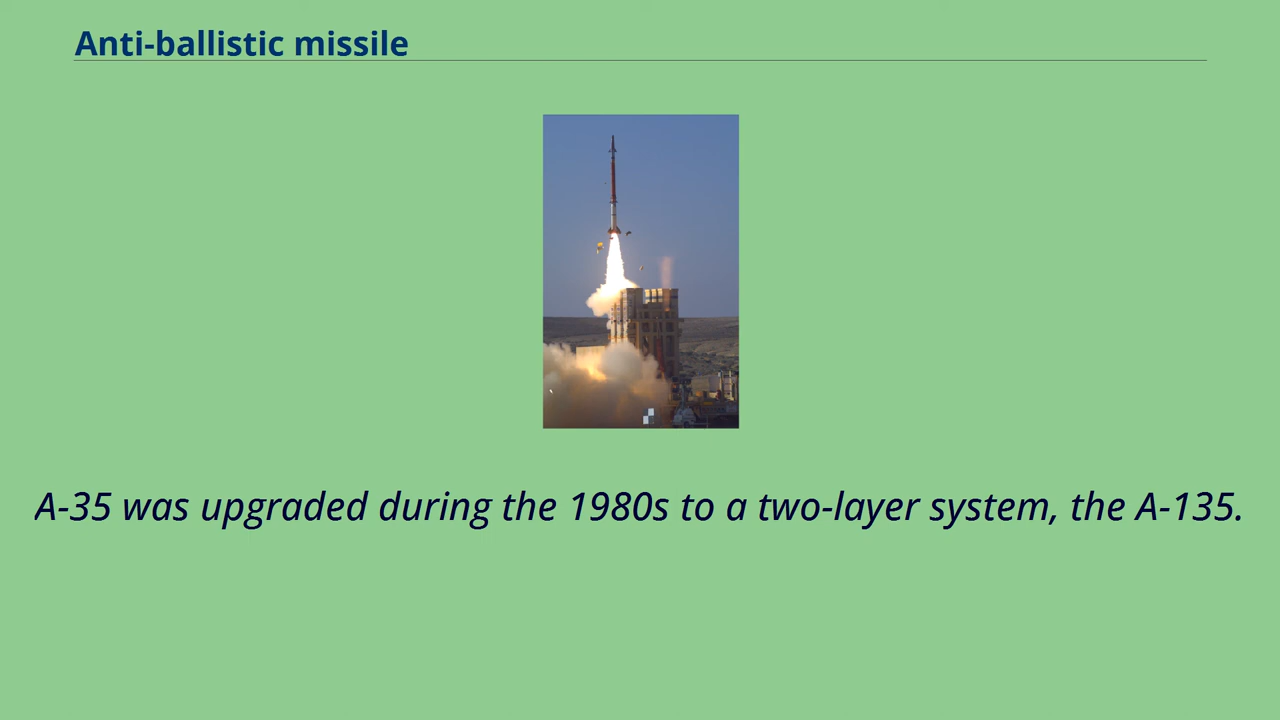 Anti-ballistic missile
A-35 was upgraded during the 1980s to a two-layer system, the A-135.